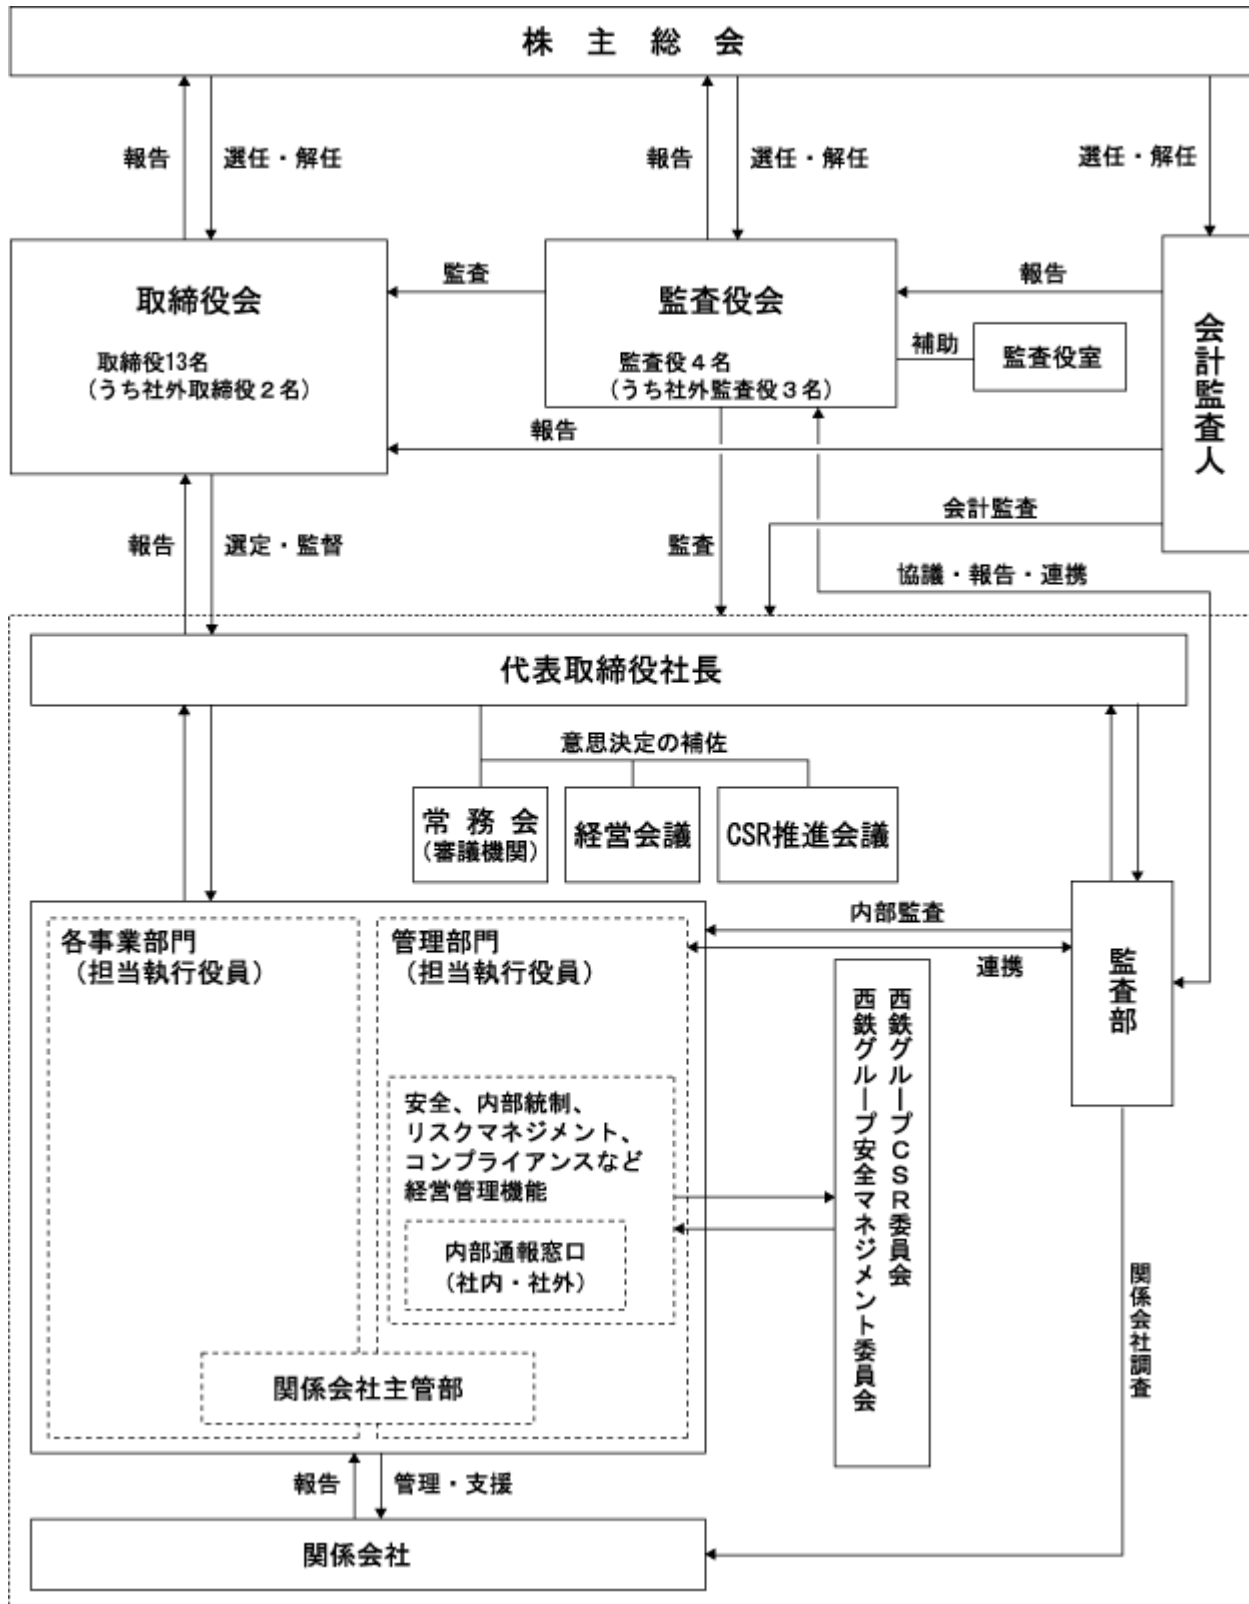 株 主 総 会
報告
選任・解任
報告
選任・解任
選任・解任
取締役会
取締役13名
（うち社外取締役２名）
監査
監査役会
監査役４名
（うち社外監査役３名）
報告
補助
監査役室
会計監査人
報告
会計監査
報告
選定・監督
監査
協議・報告・連携
代表取締役社長
意思決定の補佐
常 務 会
（審議機関）
経営会議
CSR推進会議
各事業部門
（担当執行役員）
管理部門
（担当執行役員）
内部監査
連携
監査部
安全、内部統制、
リスクマネジメント、
コンプライアンスなど
経営管理機能
内部通報窓口
（社内・社外）
西鉄グループＣＳＲ委員会
西鉄グループ安全マネジメント委員会
関係会社調査
関係会社主管部
報告
管理・支援
関係会社